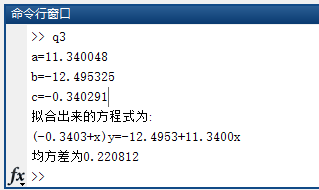 命令行窗口
>> q3
a=11.340048
b=-12.495325
c=-0.340291
拟合出来的方程式为:
(-0.3403+x)y=-12.4953+11.3400x
均方差为0.220812
fx >>